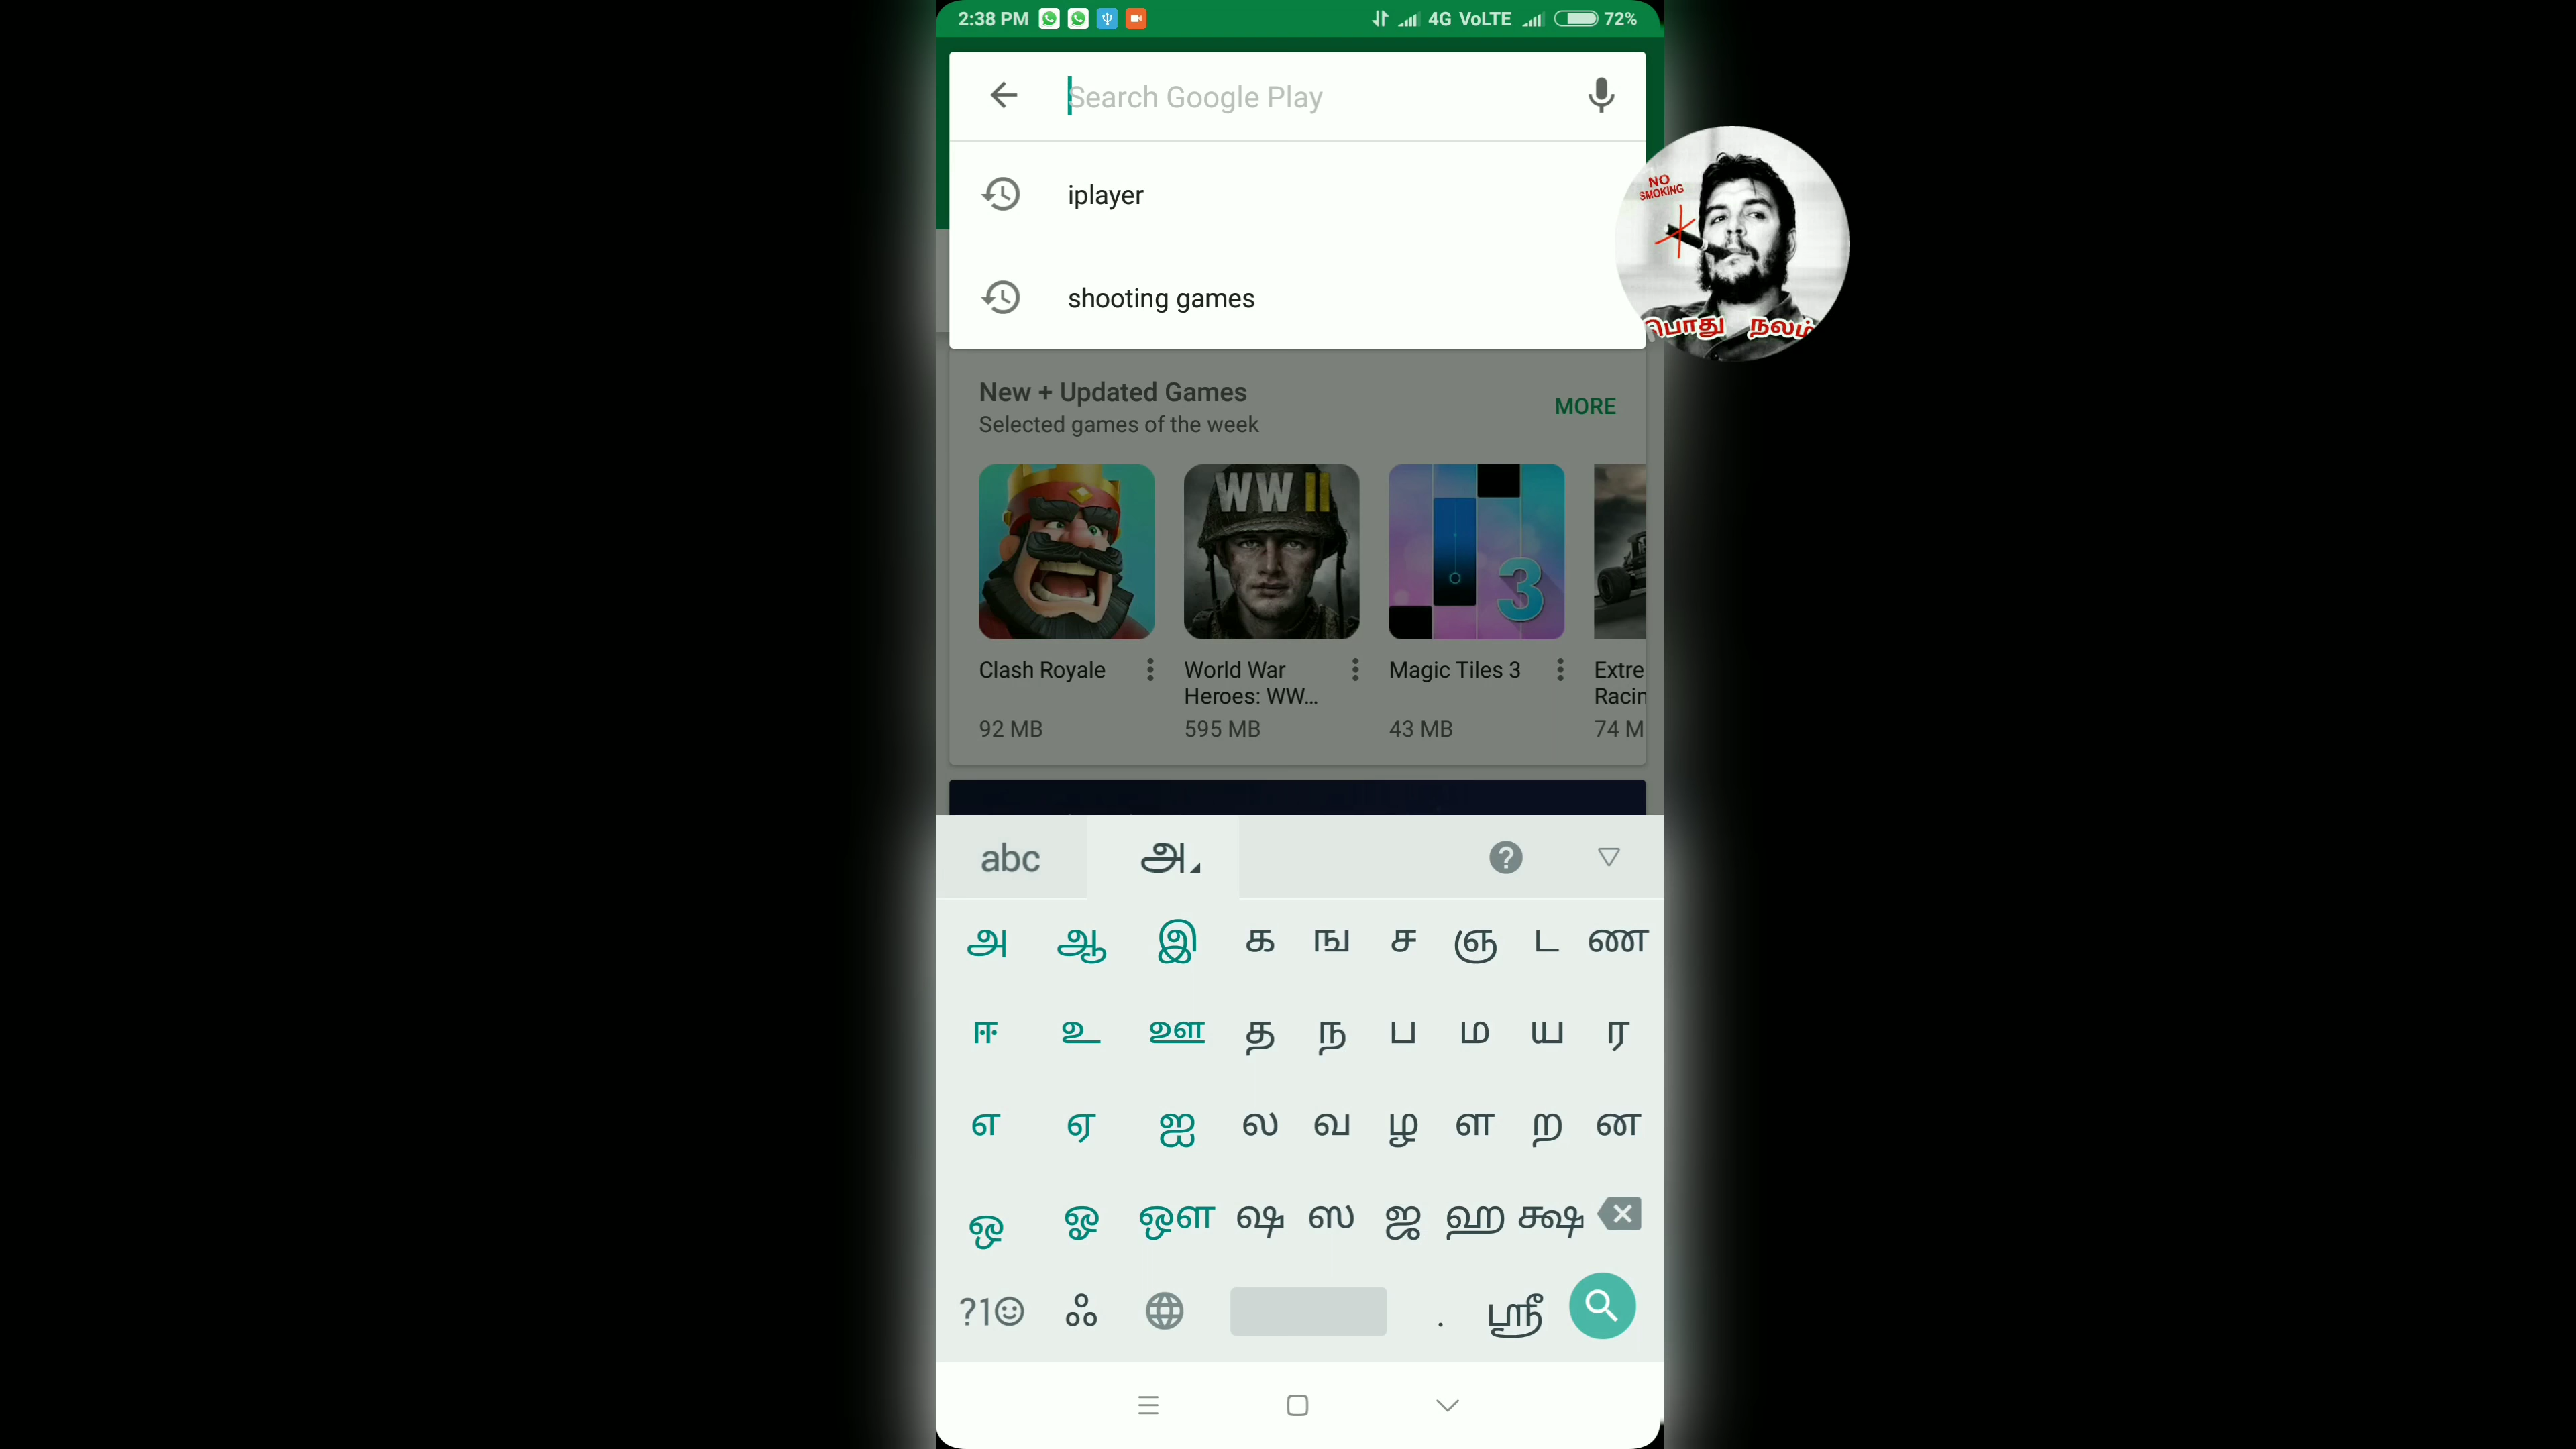 2:38 PM 4G VoLTE 72%
Search Google Play
iplayer
NO
SMOKING
shooting games
பொது நலம்
New + Updated Games
MORE
Selected games of the week
WW II
3
Clash Royale
World War
Heroes: WW...
Magic Tiles 3
Extre
Racin
92 MB
595 MB
43 MB
74 M
abc அ ?
அ ஆ இ க ங ச ஞ ட ண
ஈ உ ஊ த ந ப ம ய ர
எ ஏ ஐ ல வ ழ ள ற ன
ஒ ஓ ஔ ஷ ஸ ஜ ஹ க்ஷ
?1☺ ஃ . ஸ்ரீ